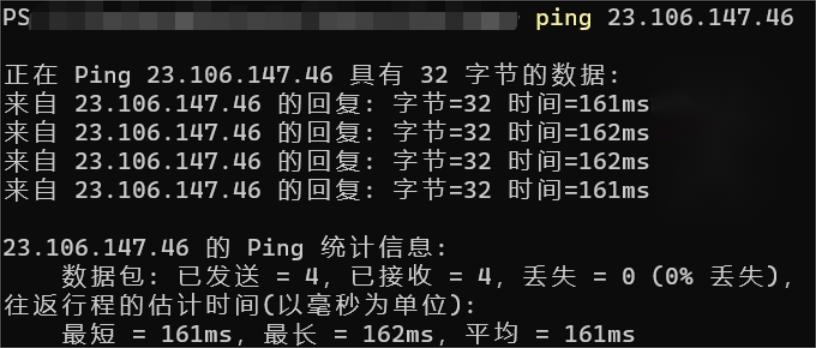 PS ping 23.106.147.46
正在 Ping 23.106.147.46 具有 32 字节的数据:
来自 23.106.147.46 的回复: 字节=32 时间=161ms
来自 23.106.147.46 的回复: 字节=32 时间=162ms
来自 23.106.147.46 的回复: 字节=32 时间=162ms
来自 23.106.147.46 的回复: 字节=32 时间=161ms
23.106.147.46 的 Ping 统计信息:
数据包: 已发送 = 4, 已接收 = 4, 丢失 = 0 (0% 丢失),
往返行程的估计时间(以毫秒为单位):
最短 = 161ms, 最长 = 162ms, 平均 = 161ms